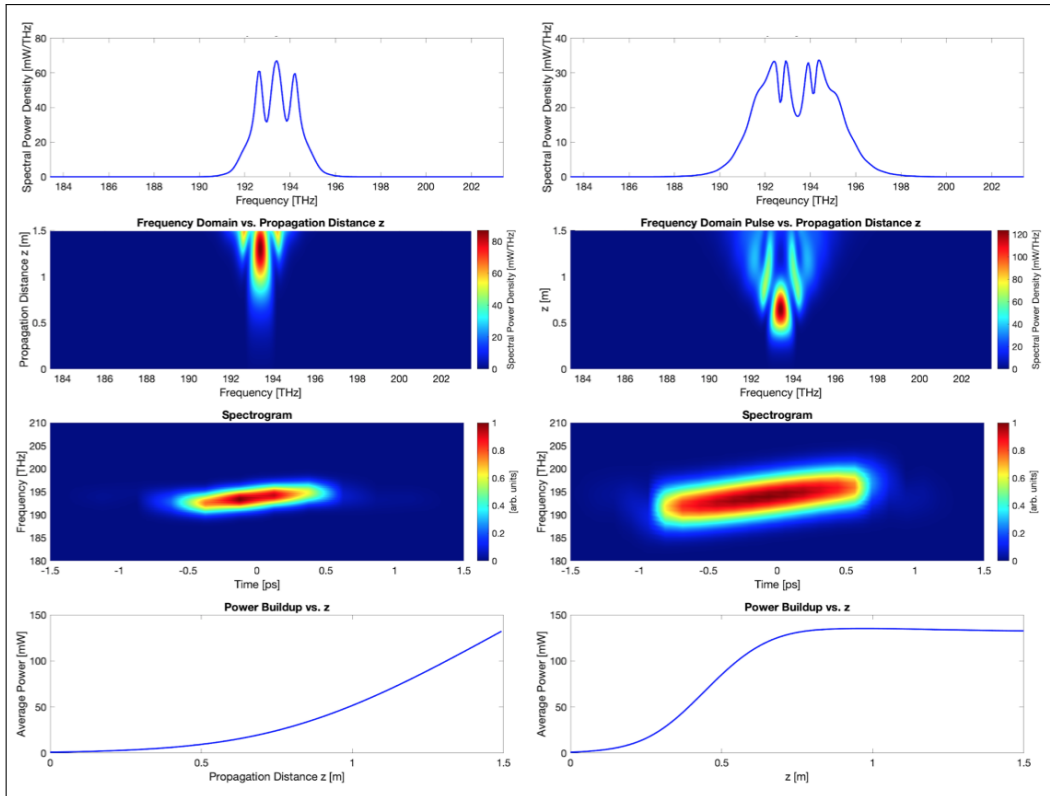 Spectral Power Density [mW/THz]
80
60
40
20
0
184 186 188 190 192 194 196 198 200 202
Frequency [THz]
Spectral Power Density [mW/THz]
40
30
20
10
0
184 186 188 190 192 194 196 198 200 202
Freqeuncy [THz]
Frequency Domain vs. Propagation Distance z
Propagation Distance z [m]
1.5
1
0.5
0
184 186 188 190 192 194 196 198 200 202
Frequency [THz]
80
60
40
20
0
Spectral Power Density [mW/THz]
Frequency Domain Pulse vs. Propagation Distance z
z [m]
1.5
1
0.5
0
184 186 188 190 192 194 196 198 200 202
Frequency [THz]
120
100
80
60
40
20
0
Spectral Power Density [mW/THz]
Spectrogram
Frequency [THz]
210
205
200
195
190
185
180
-1.5 -1 -0.5 0 0.5 1 1.5
Time [ps]
1
0.8
0.6
0.4
0.2
0
[arb. units]
Spectrogram
Frequency [THz]
210
205
200
195
190
185
180
-1.5 -1 -0.5 0 0.5 1 1.5
Time [ps]
1
0.8
0.6
0.4
0.2
0
[arb. units]
Power Buildup vs. z
Average Power [mW]
150
100
50
0
0 0.5 1 1.5
Propagation Distance z [m]
Power Buildup vs. z
Average Power [mW]
150
100
50
0
0 0.5 1 1.5
z [m]